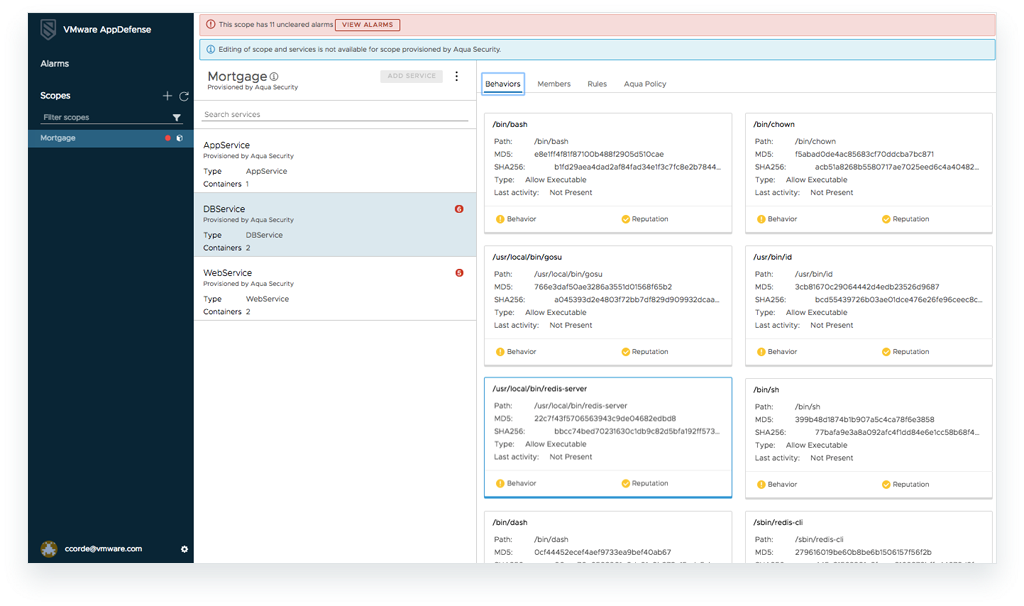 VMware AppDefense
Alarms
Scopes
Filter scopes
Mortgage
ccorde@vmware.com
This scope has 11 uncleared alarms VIEW ALARMS
Editing of scope and services is not available for scope provisioned by Aqua Security.
Mortgage
ADD SERVICE
Provisioned by Aqua Security
Search services
AppService
Provisioned by Aqua Security
Type AppService
Containers 1
DBService 6
Provisioned by Aqua Security
Type DBService
Containers 2
WebService 5
Provisioned by Aqua Security
Type WebService
Containers 2
Behaviors Members Rules Aqua Policy
/bin/bash
Path: /bin/bash
MD5: e8e1ff4f81f87100b488f2905d510cae
SHA256: b1fd29aea4dad2af84fad34e1f3c7fc8e2b7844...
Type: Allow Executable
Last activity: Not Present
Behavior Reputation
/bin/chown
Path: /bin/chown
MD5: f5abad0de4ac85683cf70ddcba7bc871
SHA256: acb51a8268b5580717ae7025eed6c4a40482...
Type: Allow Executable
Last activity: Not Present
Behavior Reputation
/usr/local/bin/gosu
Path: /usr/local/bin/gosu
MD5: 766e3daf50ae3286a3551d01568f65b2
SHA256: a045393d2e4803f72bb7df829d909932dcaa...
Type: Allow Executable
Last activity: Not Present
Behavior Reputation
/usr/bin/id
Path: /usr/bin/id
MD5: 3cb81670c29064442d4edb23526d9687
SHA256: bcd55439726b03ae01dce476e26fe96ceec8c...
Type: Allow Executable
Last activity: Not Present
Behavior Reputation
/usr/local/bin/redis-server
Path: /usr/local/bin/redis-server
MD5: 22c7f43f5706563943c9de04682edbd8
SHA256: bbcc74bed70231630c1db9c82d5bfa192ff573...
Type: Allow Executable
Last activity: Not Present
Behavior Reputation
/bin/sh
Path: /bin/sh
MD5: 399b48d1874b1b907a5c4ca78f6e3858
SHA256: 77bafa9e3a8a092afc4f1dd84e6e1cc58b68f4...
Type: Allow Executable
Last activity: Not Present
Behavior Reputation
/bin/dash
Path: /bin/dash
MD5: 0cf44452ecef4aef9733ea9bef40ab67
/sbin/redis-cli
Path: /sbin/redis-cli
MD5: 279616019be60b8be6b1506157f56f2b